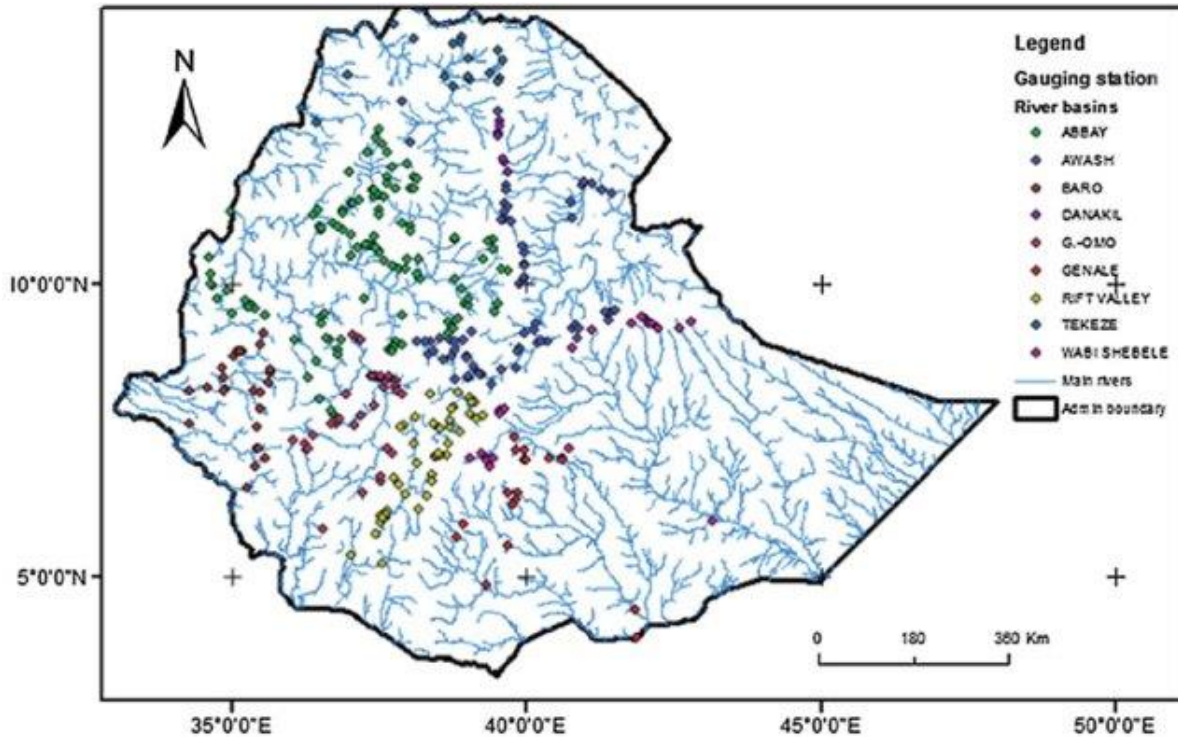 N
Legend
Gauging station
River basins
ABBAY
AWASH
BARO
DANAKIL
G.-OMO
GENALE
RIFT VALLEY
TEKEZE
WABI SHEBELE
Main rivers
Admin boundary
10°0'0"N
5°0'0"N
0 180 360 Km
35°0'0"E 40°0'0"E 45°0'0"E 50°0'0"E